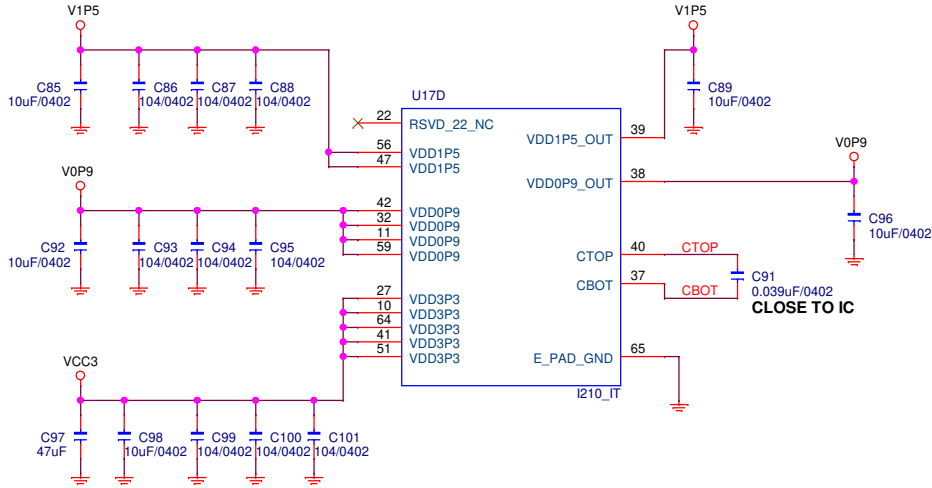 V1P5
C85
10uF/0402
C86
104/0402
C87
104/0402
C88
104/0402
V0P9
C92
10uF/0402
C93
104/0402
C94
104/0402
C95
104/0402
VCC3
C97
47uF
C98
10uF/0402
C99
104/0402
C100
104/0402
C101
104/0402
U17D
22 RSVD_22_NC
56 VDD1P5
47 VDD1P5
42 VDD0P9
32 VDD0P9
11 VDD0P9
59 VDD0P9
27 VDD3P3
10 VDD3P3
64 VDD3P3
41 VDD3P3
51 VDD3P3
VDD1P5_OUT 39
VDD0P9_OUT 38
CTOP 40 CTOP
CBOT 37 CBOT
E_PAD_GND 65
I210_IT
V1P5
C89
10uF/0402
V0P9
C96
10uF/0402
C91
0.039uF/0402
CLOSE TO IC